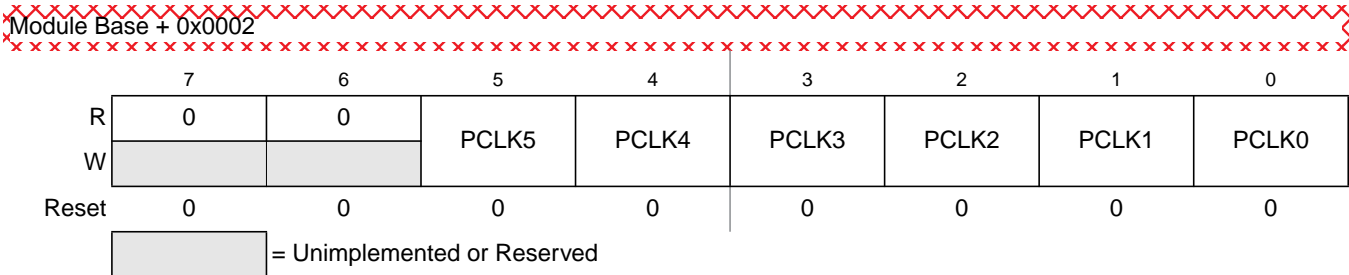 Module Base + 0x0002
7 6 5 4 3 2 1 0
R 0 0 PCLK5 PCLK4 PCLK3 PCLK2 PCLK1 PCLK0
W
Reset 0 0 0 0 0 0 0 0
= Unimplemented or Reserved